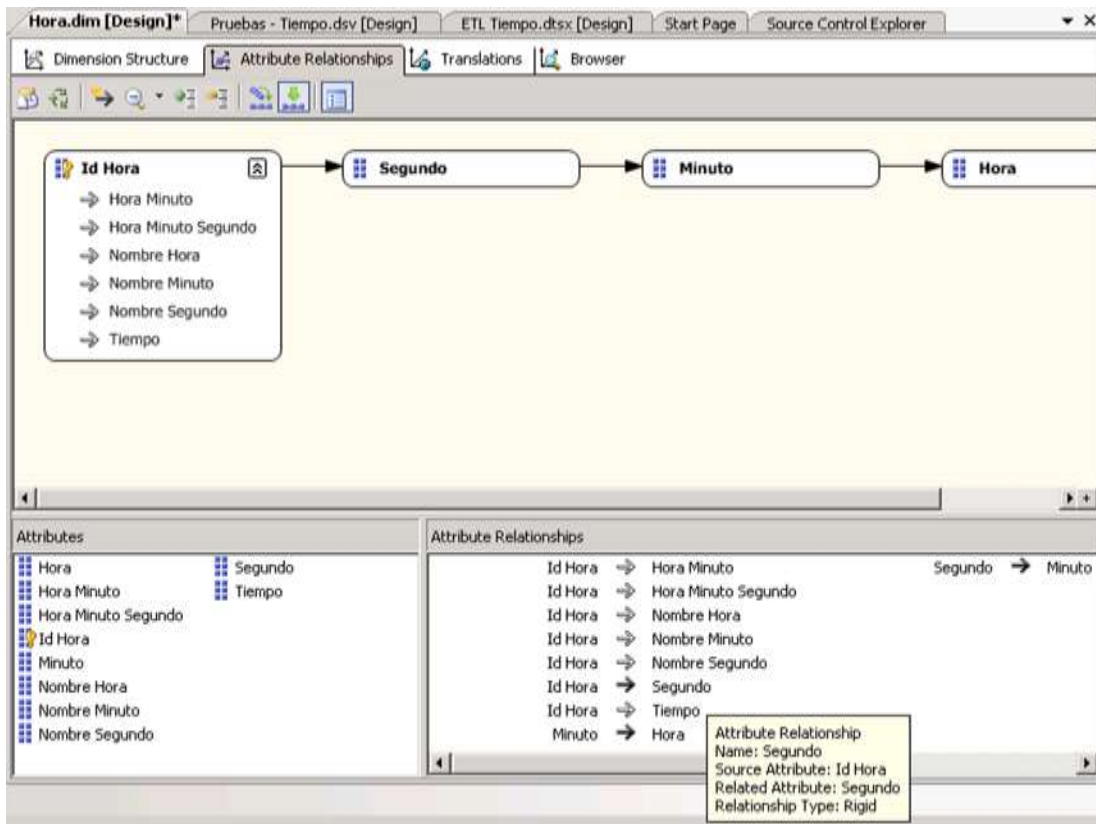 Hora.dim [Design]* Pruebas - Tiempo.dsv [Design] ETL Tiempo.dtsx [Design] Start Page Source Control Explorer
Dimension Structure Attribute Relationships Translations Browser
Id Hora Segundo Minuto Hora
Hora Minuto
Hora Minuto Segundo
Nombre Hora
Nombre Minuto
Nombre Segundo
Tiempo
Attributes
Hora Segundo
Hora Minuto Tiempo
Hora Minuto Segundo
Id Hora
Minuto
Nombre Hora
Nombre Minuto
Nombre Segundo
Attribute Relationships
Id Hora Hora Minuto Segundo Minuto
Id Hora Hora Minuto Segundo
Id Hora Nombre Hora
Id Hora Nombre Minuto
Id Hora Nombre Segundo
Id Hora Segundo
Id Hora Tiempo
Minuto Hora
Attribute Relationship
Name: Segundo
Source Attribute: Id Hora
Related Attribute: Segundo
Relationship Type: Rigid